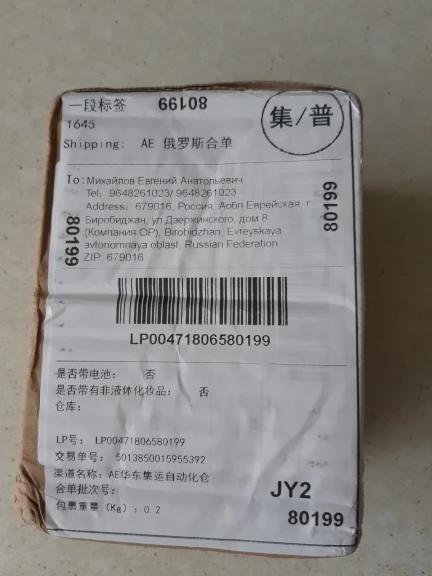 一段标签
80199
集/普
1645
Shipping: AE 俄罗斯合单
To: Михайлов Евгений Анатольевич
Tel: 9648261023/ 9648261023
Address: 679016, Россия, Аобл Еврейская, г
Биробиджан, ул Дзержинского, дом 8
(Компания ОР), Birobidzhan, Evreyskaya
avtonomnaya oblast, Russian Federation
ZIP: 679016
80199
80199
LP00471806580199
是否带电池: 否
是否带有非液体化妆品: 否
仓库:
LP号: LP00471806580199
交易单号: 5013850015955392
渠道名称: AE华东集运自动化仓
合单批次号:
包裹重量 (Kg): 0.2
JY2
80199